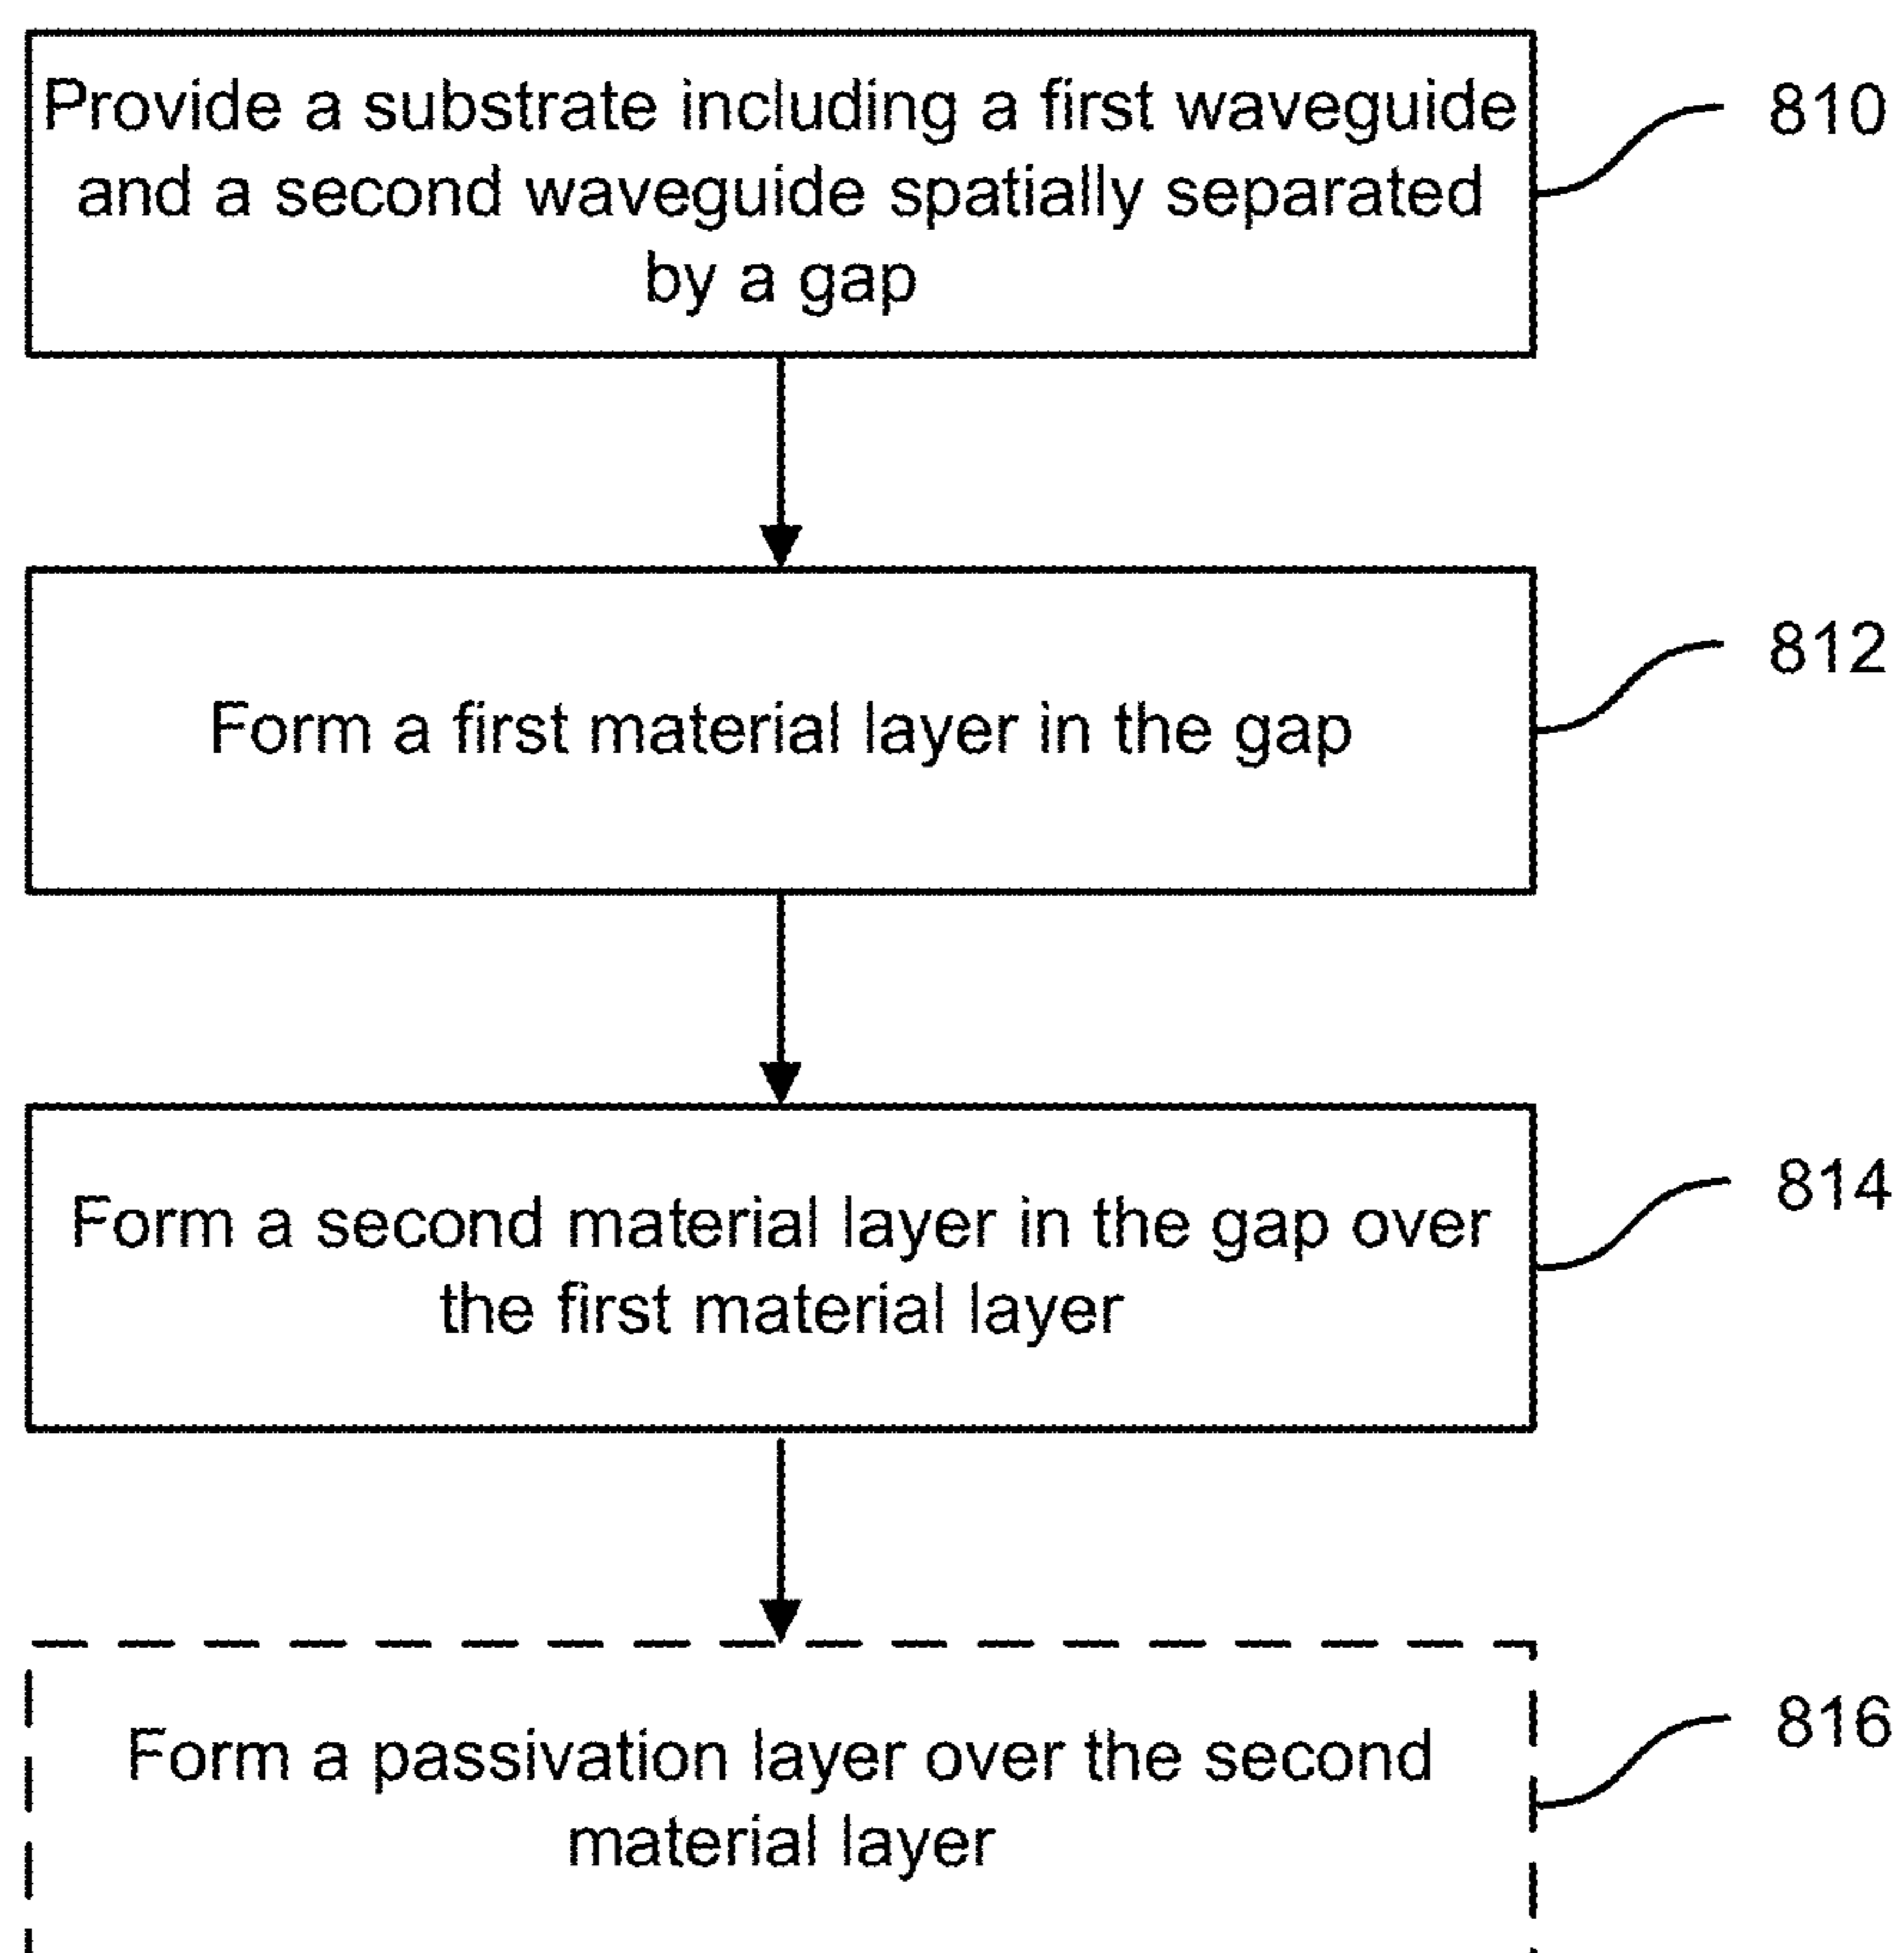 Provide a substrate including a first waveguide
and a second waveguide spatially separated
by a gap
810
Form a first material layer in the gap
812
Form a second material layer in the gap over
the first material layer
814
Form a passivation layer over the second
material layer
816